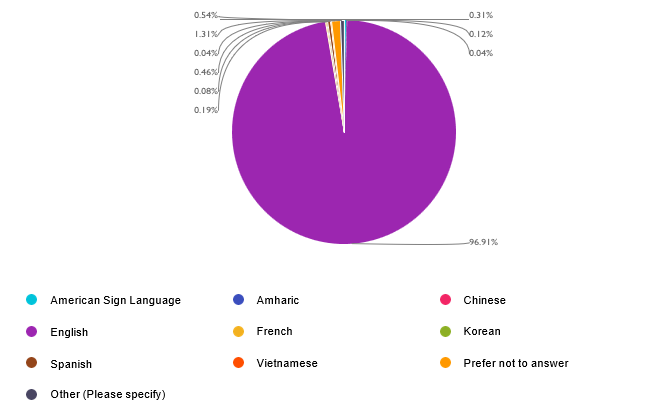 0.54% 0.31%
1.31% 0.12%
0.04% 0.04%
0.46%
0.08%
0.19%
96.91%
American Sign Language Amharic Chinese
English French Korean
Spanish Vietnamese Prefer not to answer
Other (Please specify)